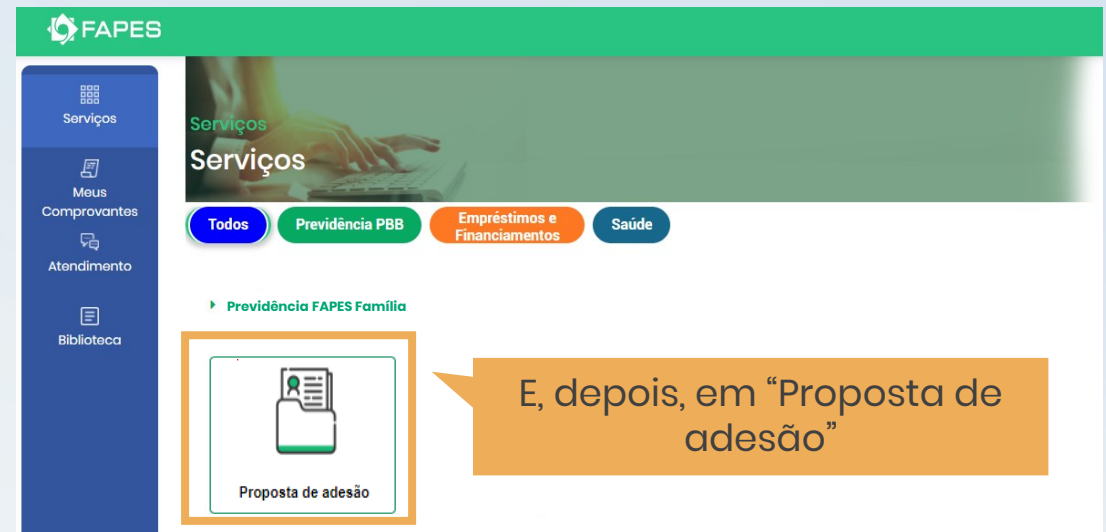 FAPES
Serviços
Meus
Comprovantes
Atendimento
Biblioteca
Serviços
Serviços
Todos
Previdência PBB
Empréstimos e
Financiamentos
Saúde
Previdência FAPES Família
Proposta de adesão
E, depois, em “Proposta de
adesão”